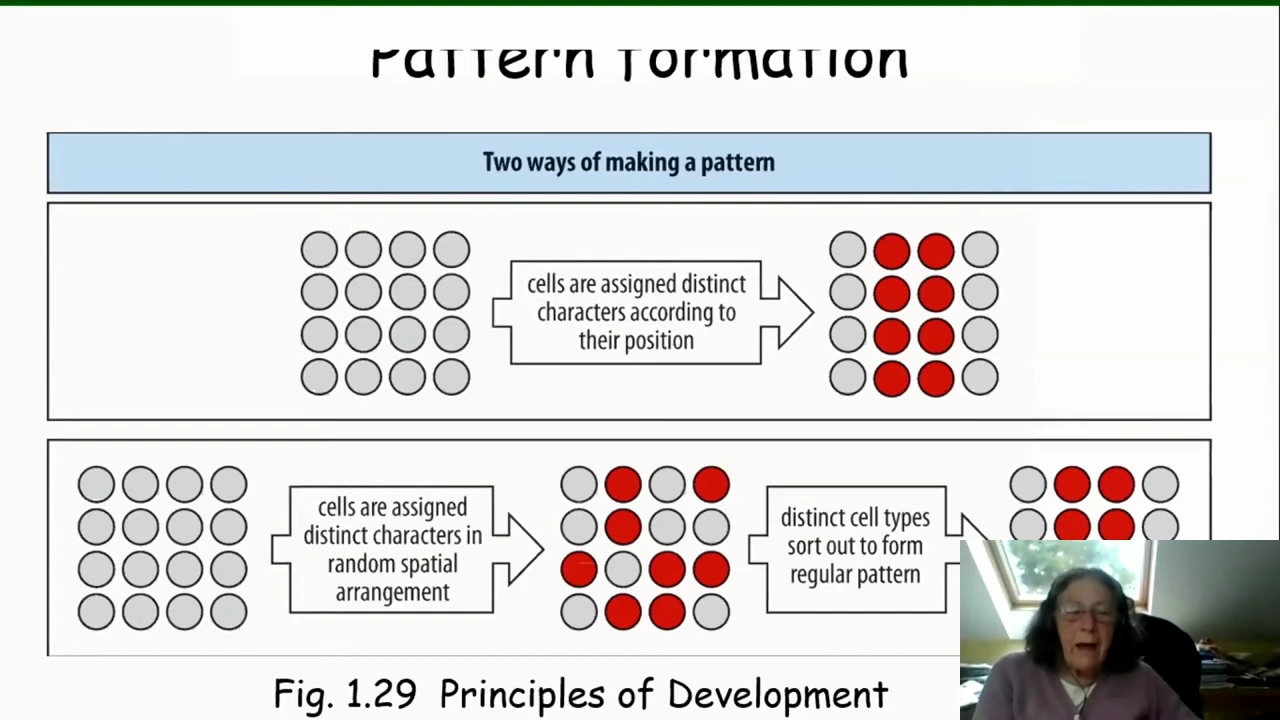 Pattern formation
Two ways of making a pattern
cells are assigned distinct
characters according to
their position
cells are assigned
distinct characters in
random spatial
arrangement
distinct cell types
sort out to form
regular pattern
Fig. 1.29 Principles of Development